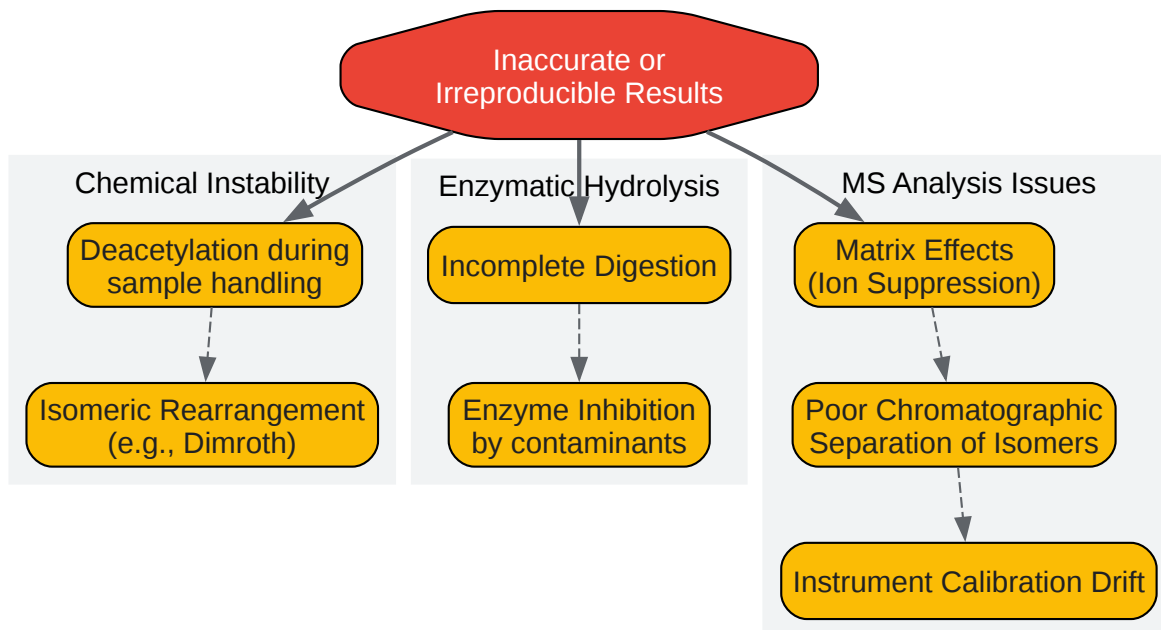 Inaccurate or
Irreproducible Results
Chemical Instability
Deacetylation during
sample handling
Isomeric Rearrangement
(e.g., Dimroth)
Enzymatic Hydrolysis
Incomplete Digestion
Enzyme Inhibition
by contaminants
MS Analysis Issues
Matrix Effects
(Ion Suppression)
Poor Chromatographic
Separation of Isomers
Instrument Calibration Drift